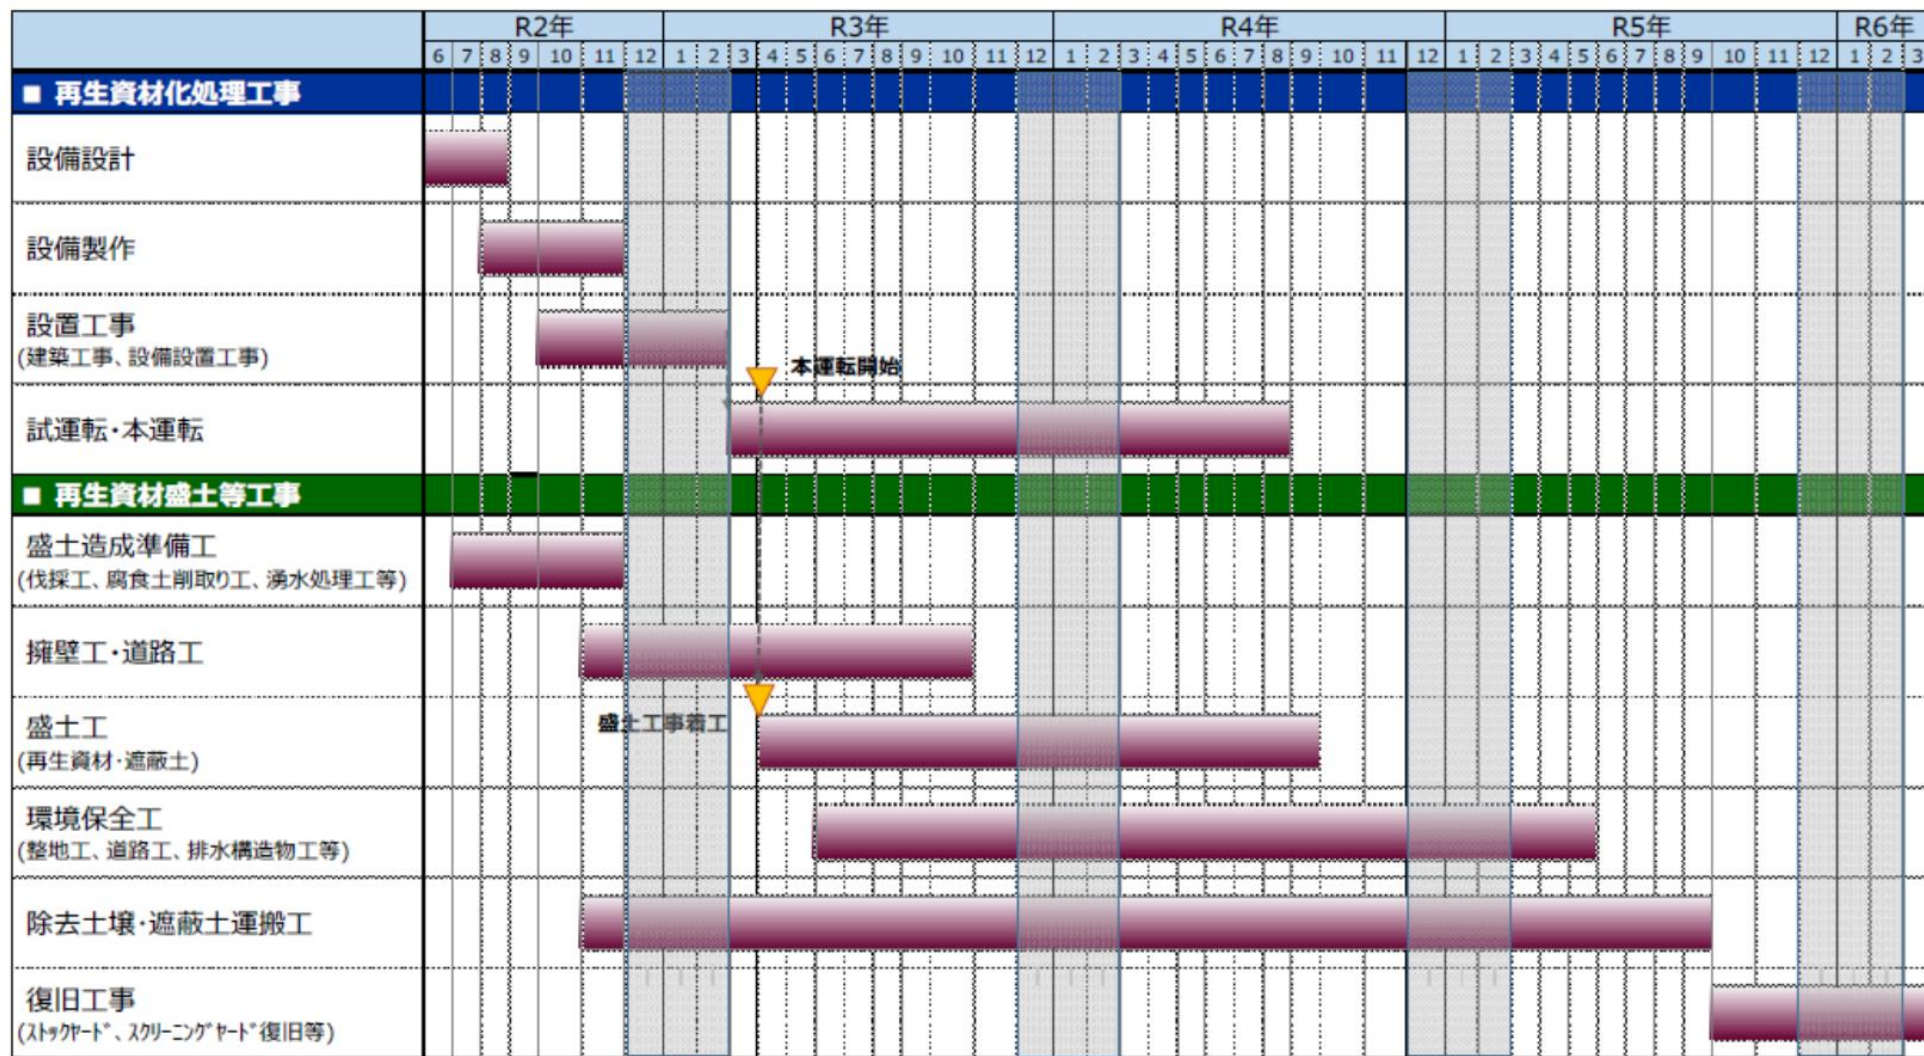 R2年 R3年 R4年 R5年 R6年
6 7 8 9 10 11 12 1 2 3 4 5 6 7 8 9 10 11 12 1 2 3 4 5 6 7 8 9 10 11 12 1 2 3 4 5 6 7 8 9 10 11 12 1 2 3
■ 再生資材化処理工事
設備設計
設備製作
設置工事
(建築工事、設備設置工事)
本運転開始
試運転・本運転
■ 再生資材盛土等工事
盛土造成準備工
(伐採工、腐食土削取り工、湧水処理工等)
擁壁工・道路工
盛土工事着工
盛土工
(再生資材・遮蔽土)
環境保全工
(整地工、道路工、排水構造物工等)
除去土壌・遮蔽土運搬工
復旧工事
(ｽﾄｯｸﾔｰﾄﾞ、ｽｸﾘｰﾆﾝｸﾞﾔｰﾄﾞ復旧等)